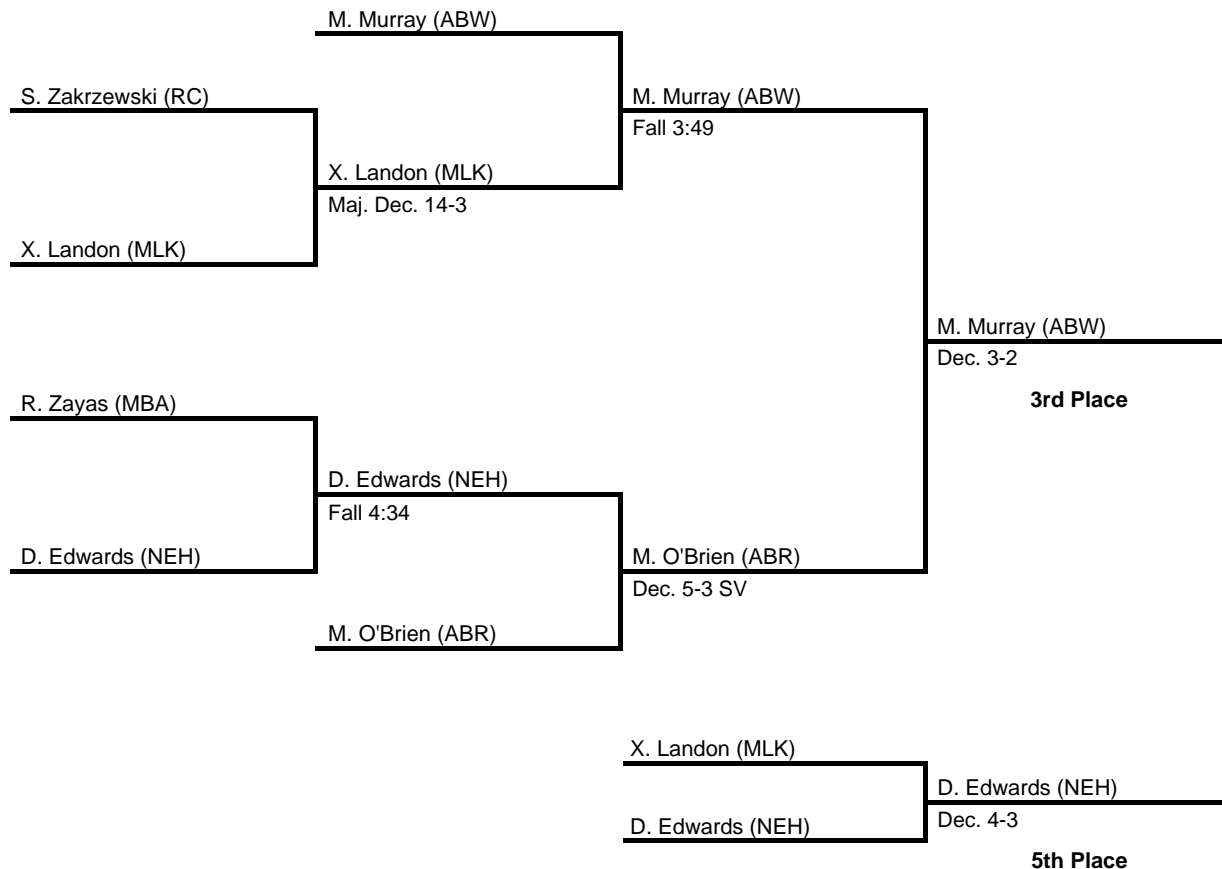 M. Murray (ABW)
S. Zakrzewski (RC)
M. Murray (ABW)
Fall 3:49
X. Landon (MLK)
Maj. Dec. 14-3
X. Landon (MLK)
M. Murray (ABW)
Dec. 3-2
3rd Place
R. Zayas (MBA)
D. Edwards (NEH)
Fall 4:34
D. Edwards (NEH)
M. O'Brien (ABR)
Dec. 5-3 SV
M. O'Brien (ABR)
X. Landon (MLK)
D. Edwards (NEH)
Dec. 4-3
D. Edwards (NEH)
5th Place